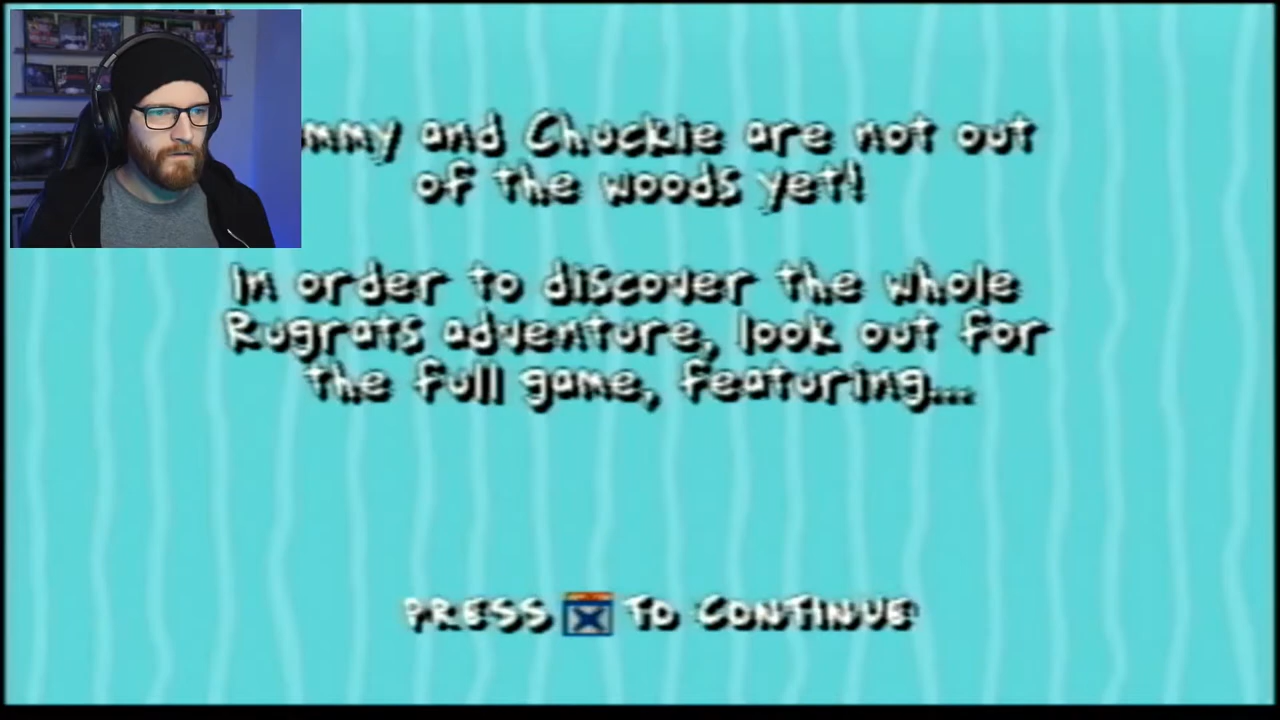 and Chuckie are not out
of the woods yet!
In order to discover the whole
Rugrats adventure, look out for
the full game, featuring...
PRESS X TO CONTINUE